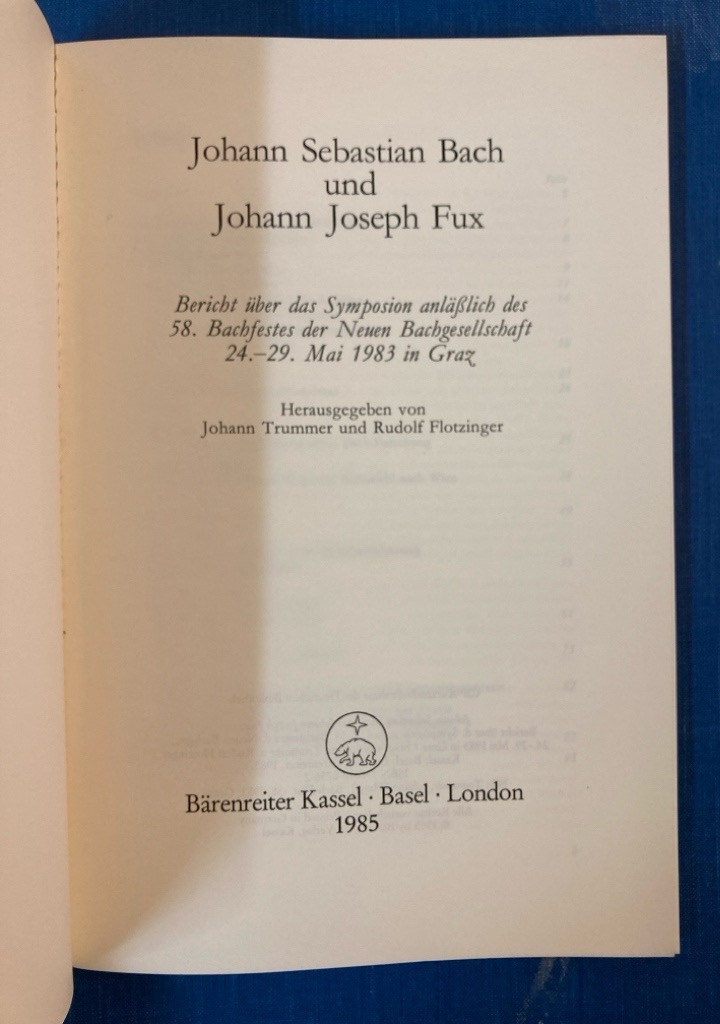 Johann Sebastian Bach
und
Johann Joseph Fux
Bericht über das Symposion anläßlich des
58. Bachfestes der Neuen Bachgesellschaft
24.–29. Mai 1983 in Graz
Herausgegeben von
Johann Trummer und Rudolf Flotzinger
Bärenreiter Kassel · Basel · London
1985